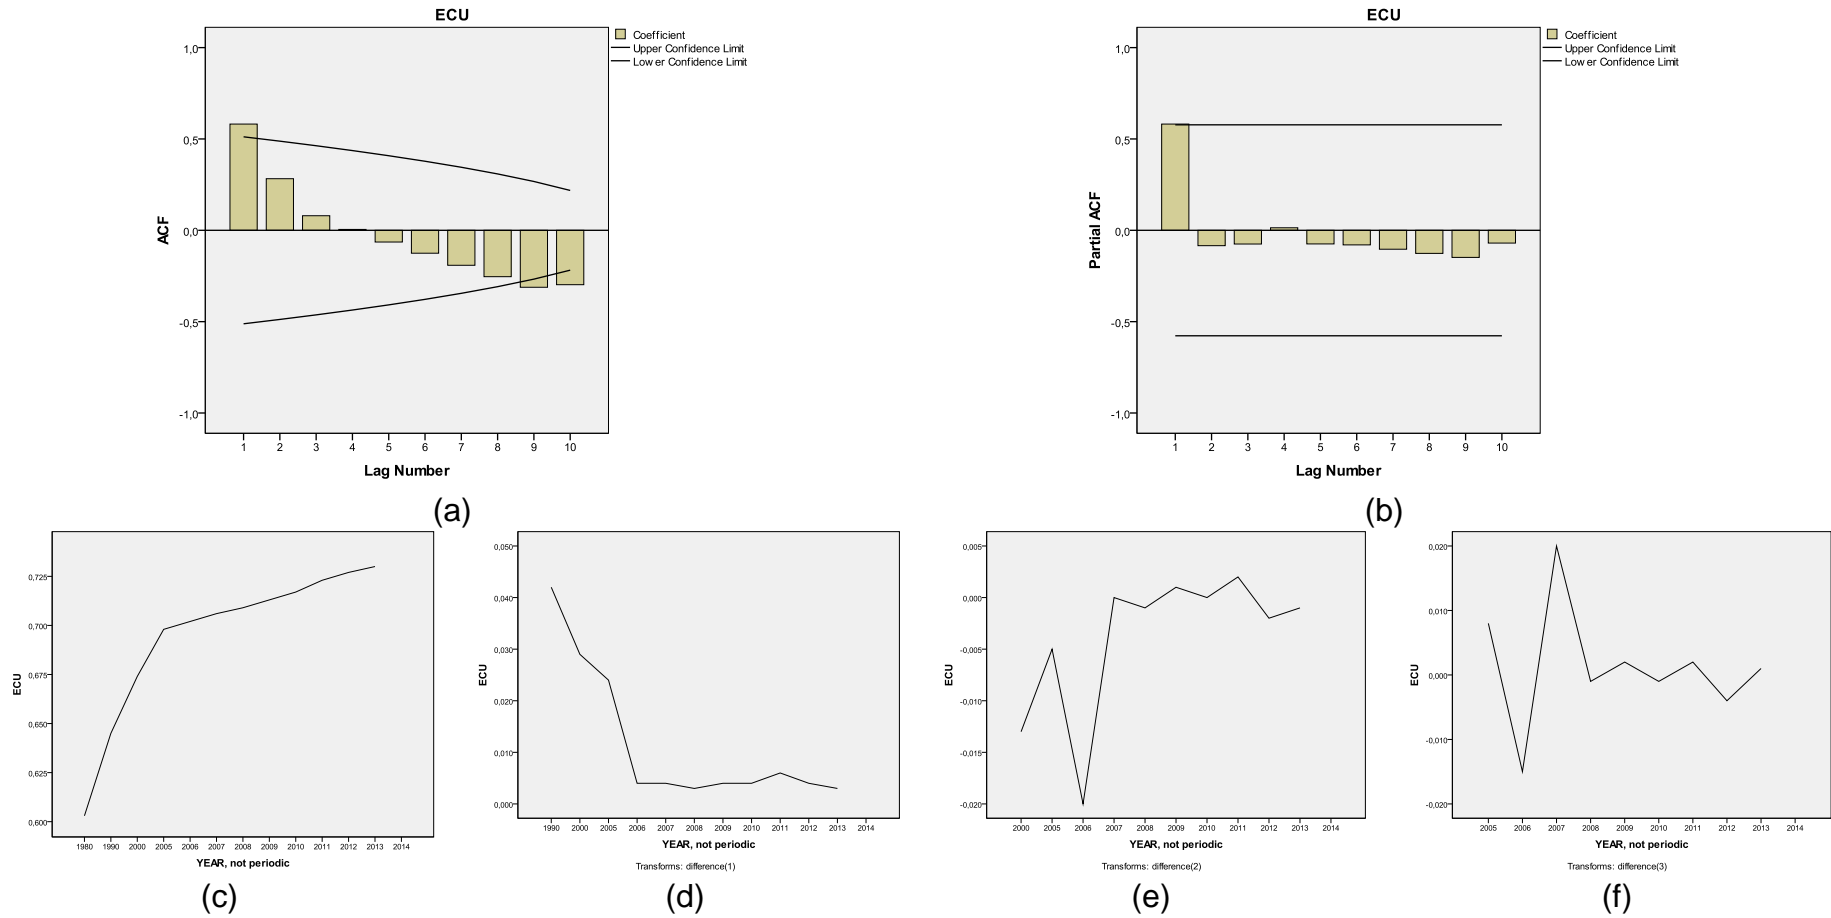 ECU
Coefficient
Upper Confidence Limit
Lower Confidence Limit
1,0
0,5
0,0
-0,5
-1,0
ACF
1 2 3 4 5 6 7 8 9 10
Lag Number
(a)
ECU
Coefficient
Upper Confidence Limit
Lower Confidence Limit
1,0
0,5
0,0
-0,5
-1,0
Partial ACF
1 2 3 4 5 6 7 8 9 10
Lag Number
(b)
0,725
0,700
0,675
0,650
0,625
0,600
ECU
1980 1990 2000 2005 2006 2007 2008 2009 2010 2011 2012 2013 2014
YEAR, not periodic
(c)
0,050
0,040
0,030
0,020
0,010
0,000
ECU
1990 2000 2005 2006 2007 2008 2009 2010 2011 2012 2013 2014
YEAR, not periodic
Transforms: difference(1)
(d)
0,005
0,000
-0,005
-0,010
-0,015
-0,020
ECU
2000 2005 2006 2007 2008 2009 2010 2011 2012 2013 2014
YEAR, not periodic
Transforms: difference(2)
(e)
0,020
0,010
0,000
-0,010
-0,020
ECU
2005 2006 2007 2008 2009 2010 2011 2012 2013 2014
YEAR, not periodic
Transforms: difference(3)
(f)